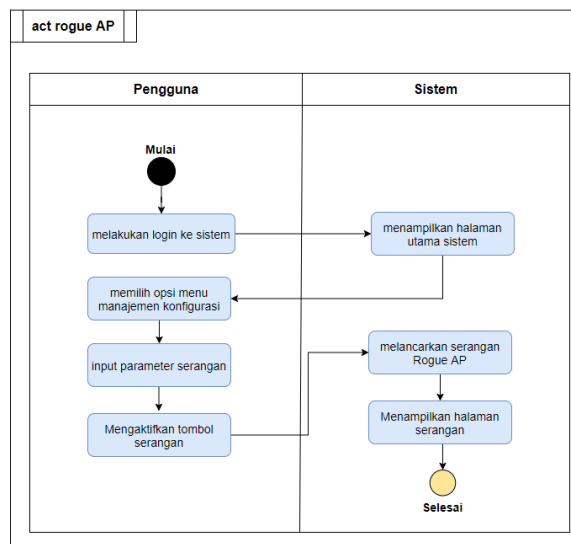 act rogue AP
Pengguna
Sistem
Mulai
melakukan login ke sistem
menampilkan halaman
utama sistem
memilih opsi menu
manajemen konfigurasi
input parameter serangan
Mengaktifkan tombol
serangan
melancarkan serangan
Rogue AP
Menampilkan halaman
serangan
Selesai